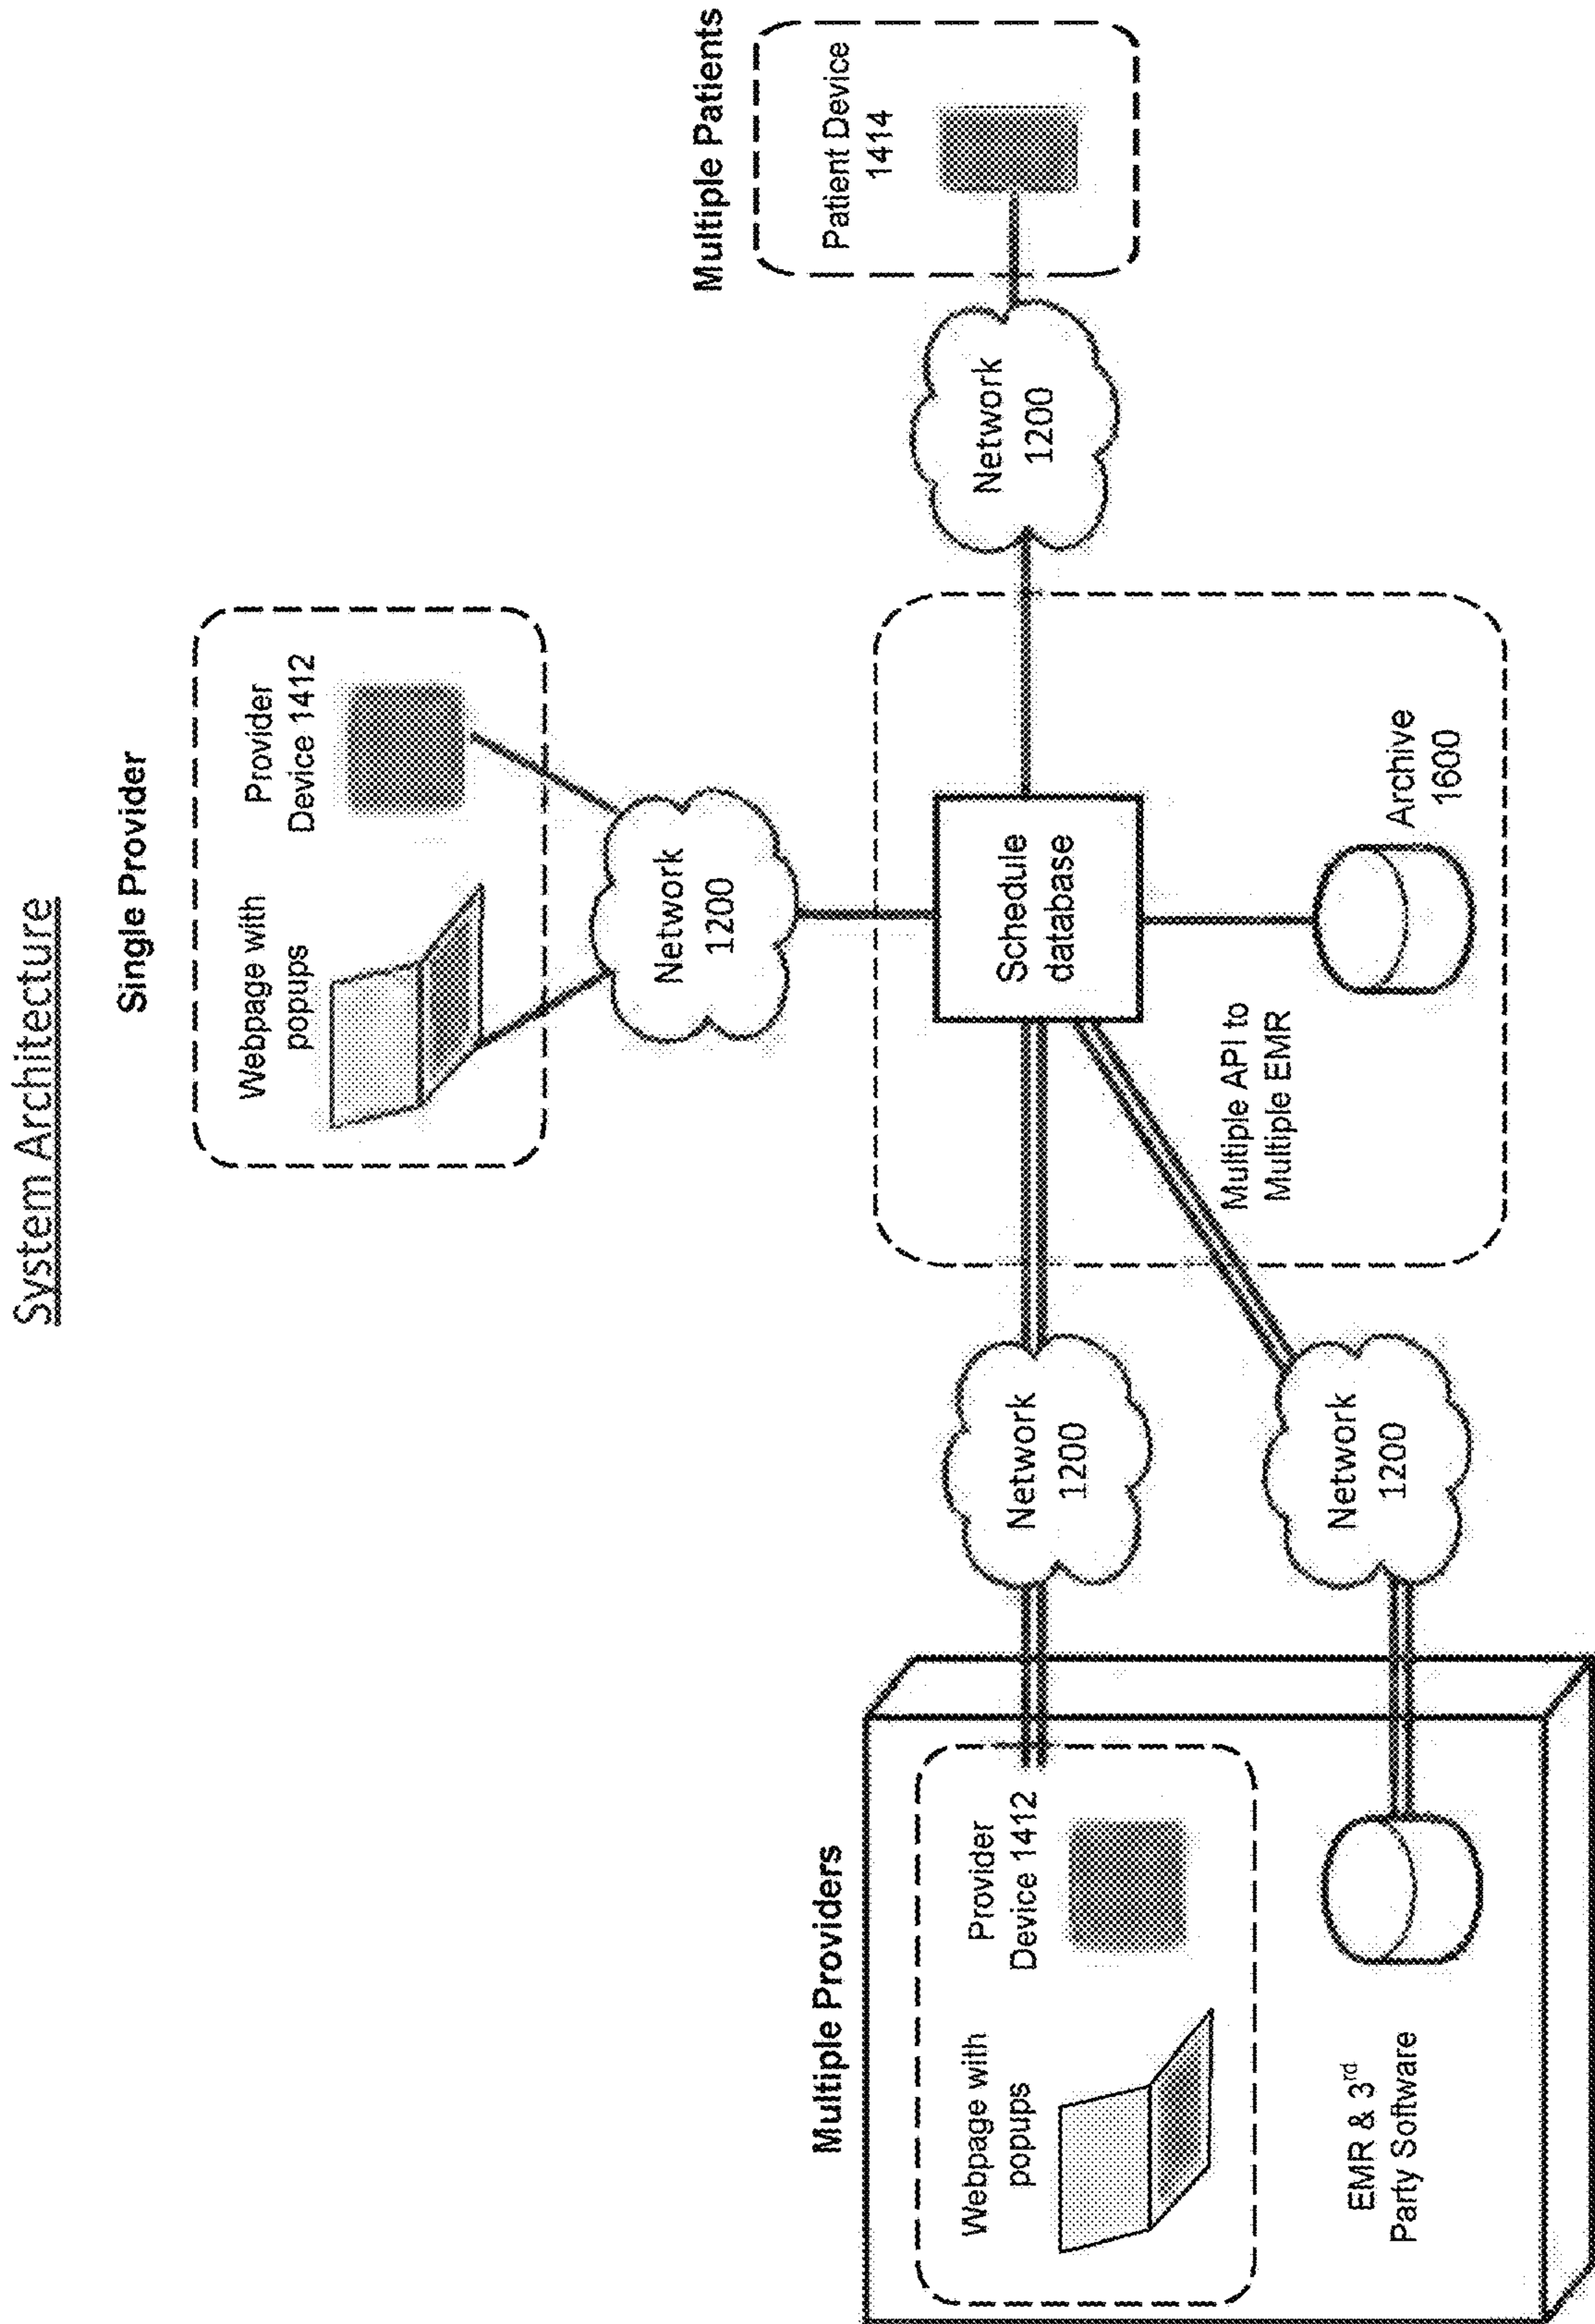 System Architecture
Single Provider
Webpage with
popups
Provider
Device 1412
Network
1200
Multiple Patients
Patient Device
1414
Network
1200
Schedule
database
Multiple API to
Multiple EMR
Archive
1600
Network
1200
Network
1200
Multiple Providers
Webpage with
popups
Provider
Device 1412
EMR & 3rd
Party Software